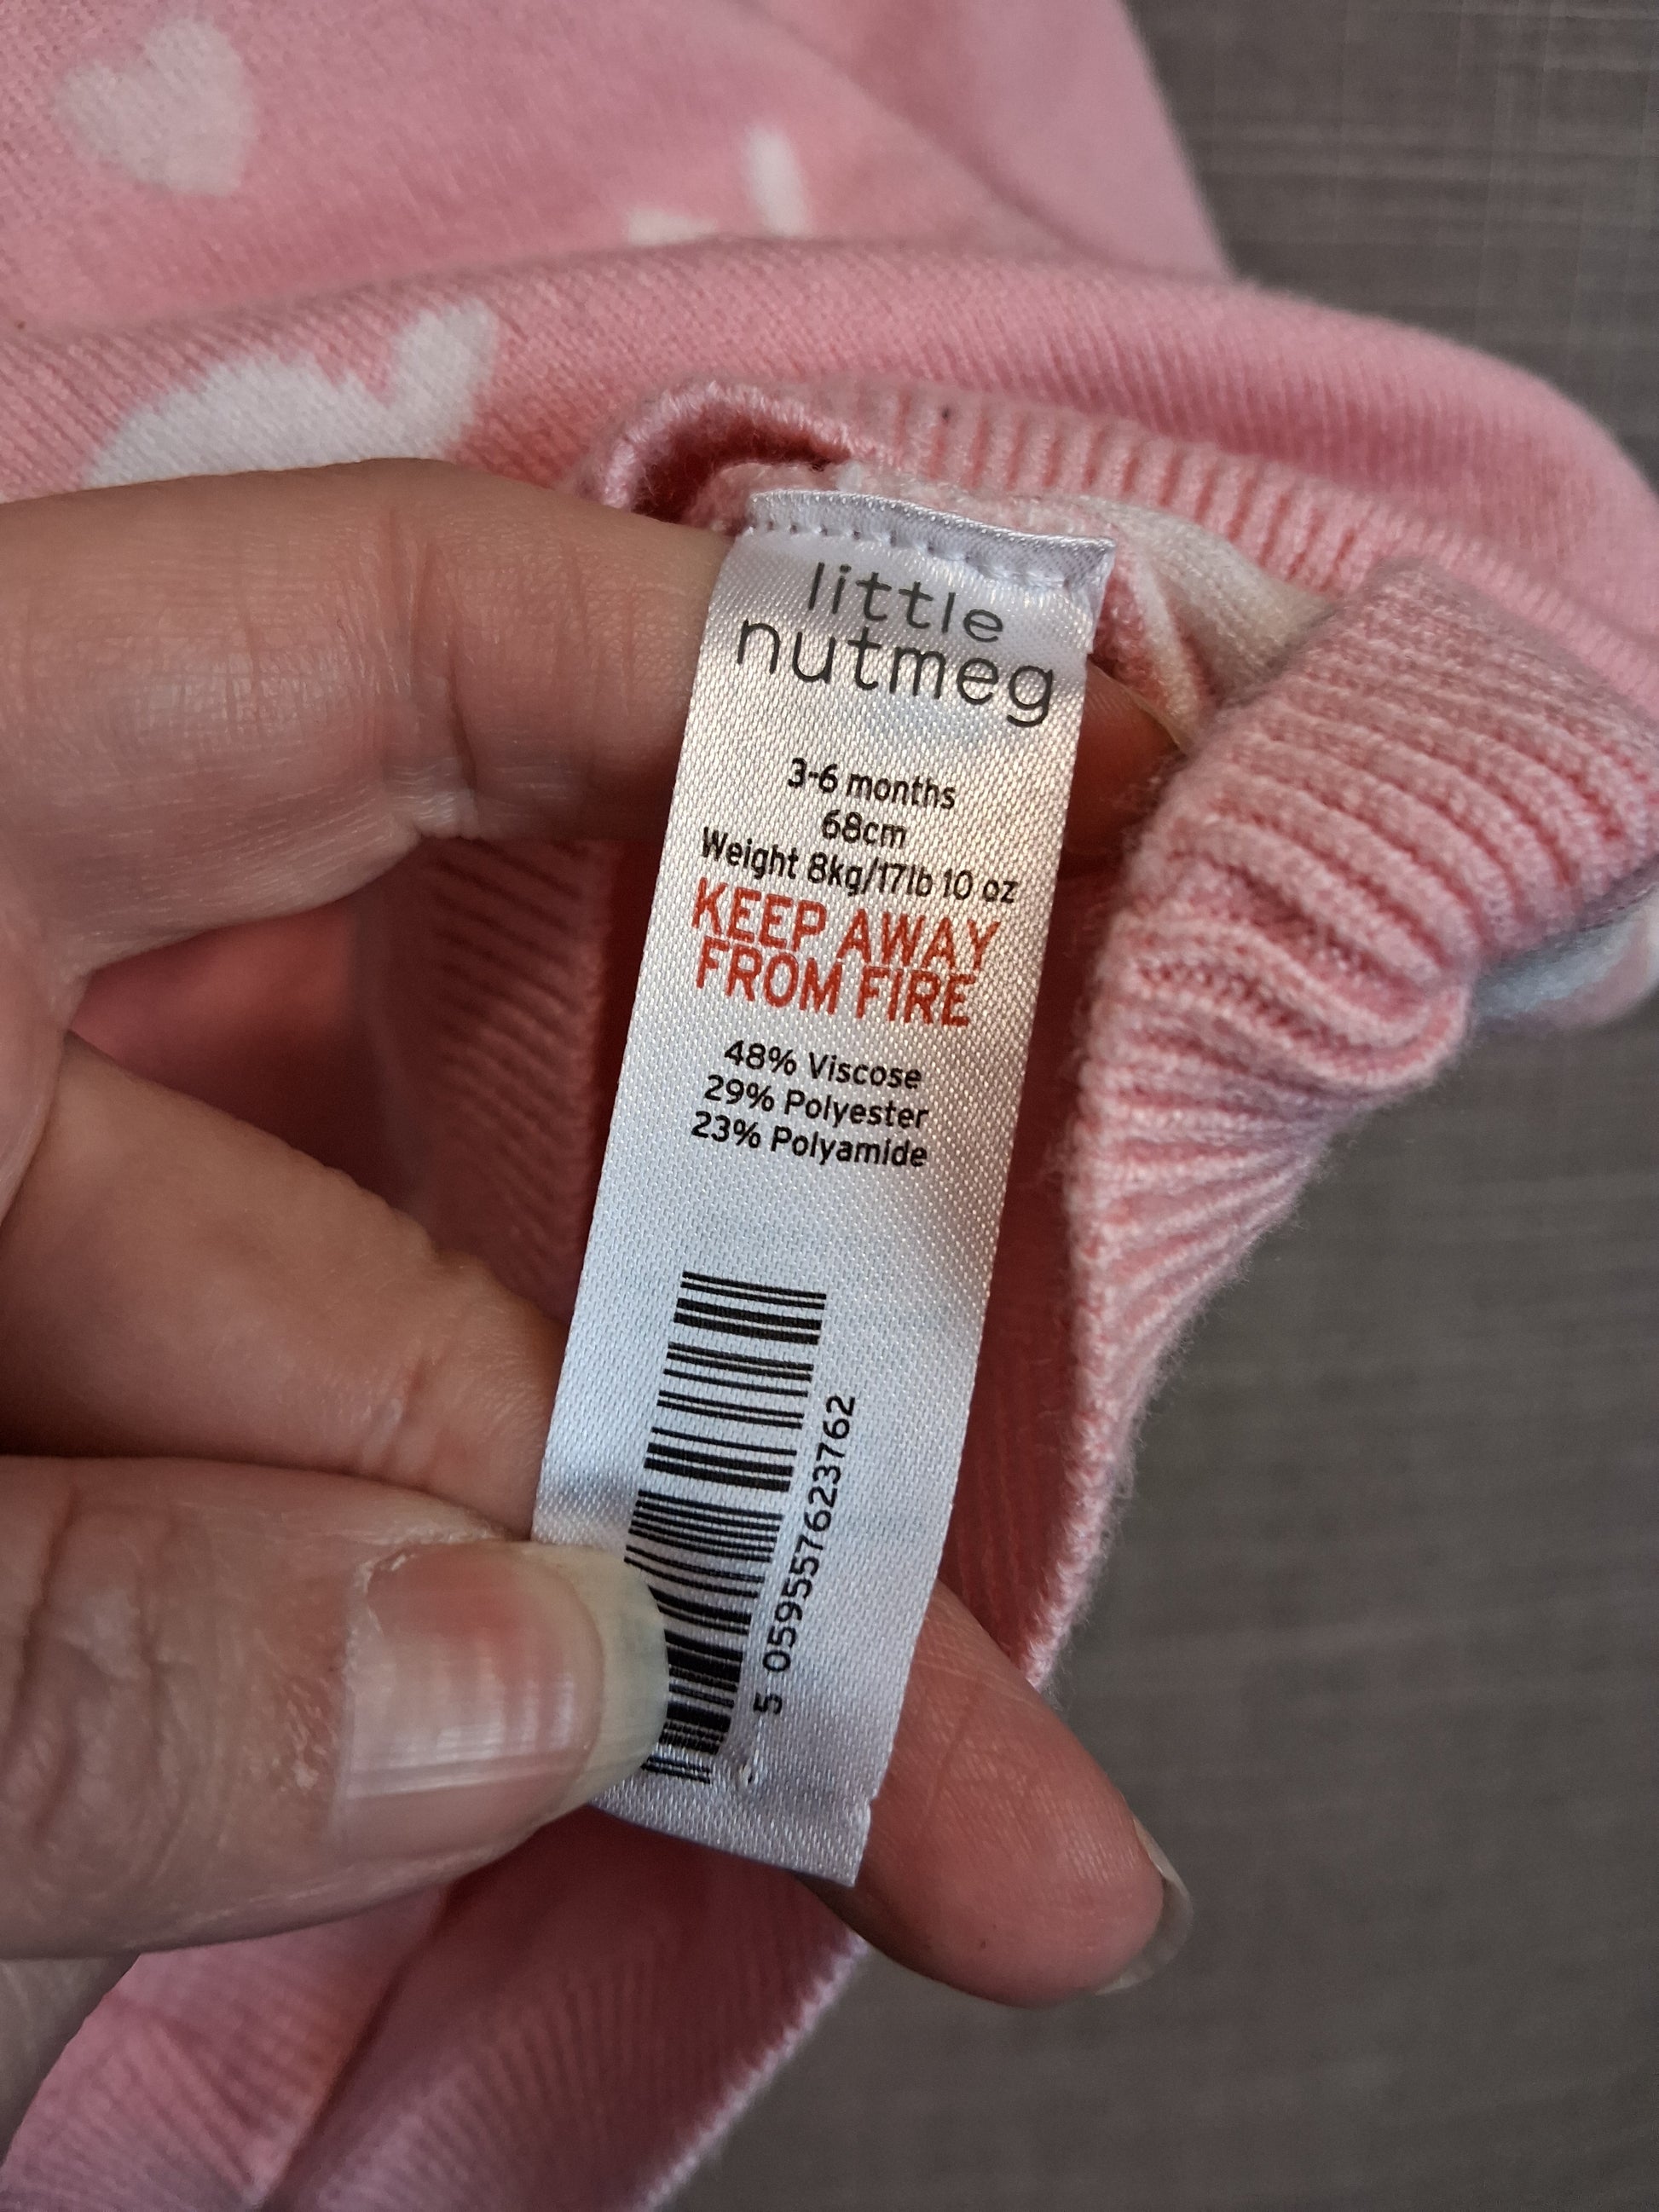 little
nutmeg
3-6 months
68cm
Weight 8kg/17lb 10 oz
KEEP AWAY
FROM FIRE
48% Viscose
29% Polyester
23% Polyamide
5 059557623762